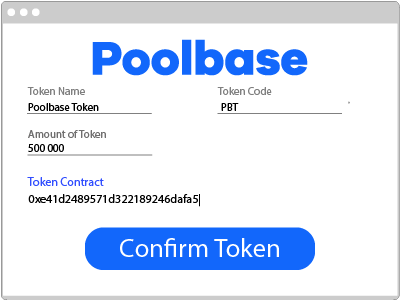 Poolbase
Token Name Token Code
Poolbase Token PBT
Amount of Token
500 000
Token Contract
0xe41d2489571d322189246dafa5
Confirm Token